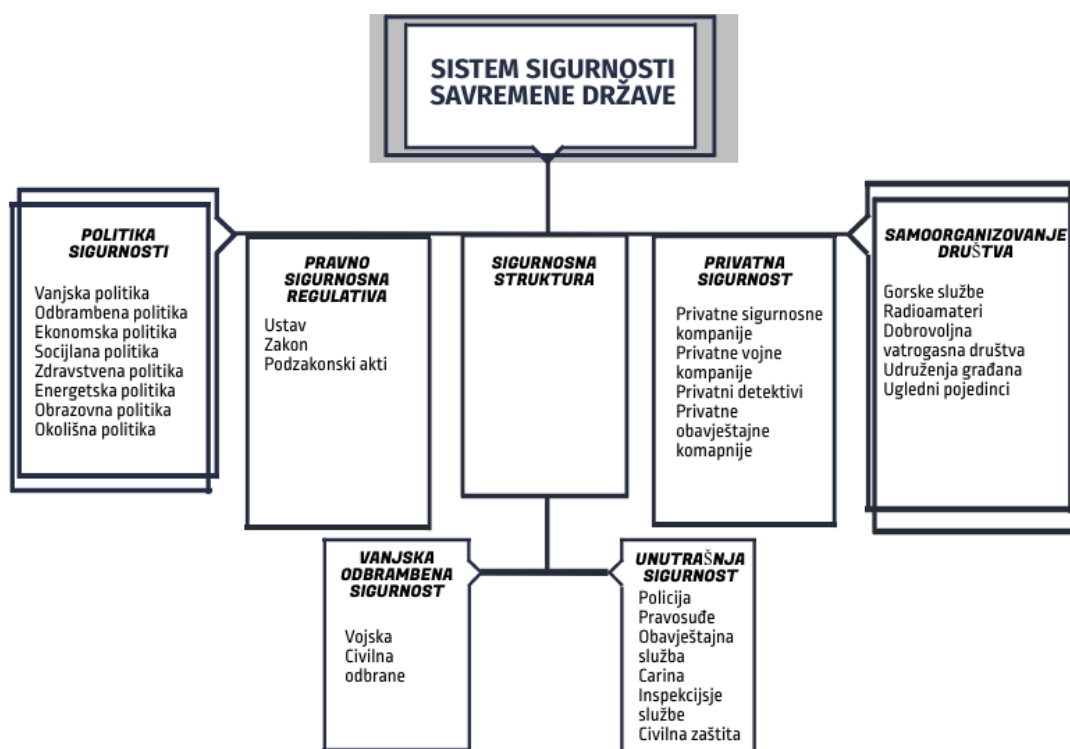 SISTEM SIGURNOSTI
SAVREMENE DRŽAVE
POLITIKA
SIGURNOSTI
Vanjska politika
Odbrambena politika
Ekonomska politika
Socijlana politika
Zdravstvena politika
Energetska politika
Obrazovna politika
Okolišna politika
PRAVNO
SIGURNOSNA
REGULATIVA
Ustav
Zakon
Podzakonski akti
SIGURNOSNA
STRUKTURA
PRIVATNA
SIGURNOST
Privatne sigurnosne
kompanije
Privatne vojne
kompanije
Privatni detektivi
Privatne
obavještajne
komapnije
SAMOORGANIZOVANJE
DRUŠTVA
Gorske službe
Radioamateri
Dobrovoljna
vatrogasna društva
Udruženja građana
Ugledni pojedinci
VANJSKA
ODBRAMBENA
SIGURNOST
Vojska
Civilna
odbrane
UNUTRAŠNJA
SIGURNOST
Policija
Pravosuđe
Obavještajna
služba
Carina
Inspekcijsje
službe
Civilna zaštita